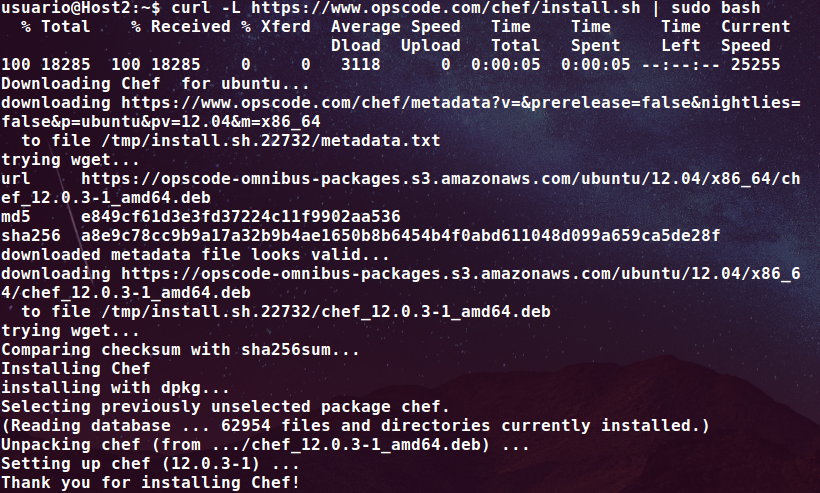 usuario@Host2:~$ curl -L https://www.opscode.com/chef/install.sh | sudo bash
  % Total    % Received % Xferd  Average Speed   Time    Time     Time  Current
                                 Dload  Upload   Total   Spent    Left  Speed
100 18285  100 18285    0     0   3118      0  0:00:05  0:00:05 --:--:-- 25255
Downloading Chef  for ubuntu...
downloading https://www.opscode.com/chef/metadata?v=&prerelease=false&nightlies=
false&p=ubuntu&pv=12.04&m=x86_64
  to file /tmp/install.sh.22732/metadata.txt
trying wget...
url     https://opscode-omnibus-packages.s3.amazonaws.com/ubuntu/12.04/x86_64/ch
ef_12.0.3-1_amd64.deb
md5     e849cf61d3e3fd37224c11f9902aa536
sha256  a8e9c78cc9b9a17a32b9b4ae1650b8b6454b4f0abd611048d099a659ca5de28f
downloaded metadata file looks valid...
downloading https://opscode-omnibus-packages.s3.amazonaws.com/ubuntu/12.04/x86_6
4/chef_12.0.3-1_amd64.deb
  to file /tmp/install.sh.22732/chef_12.0.3-1_amd64.deb
trying wget...
Comparing checksum with sha256sum...
Installing Chef
installing with dpkg...
Selecting previously unselected package chef.
(Reading database ... 62954 files and directories currently installed.)
Unpacking chef (from .../chef_12.0.3-1_amd64.deb) ...
Setting up chef (12.0.3-1) ...
Thank you for installing Chef!